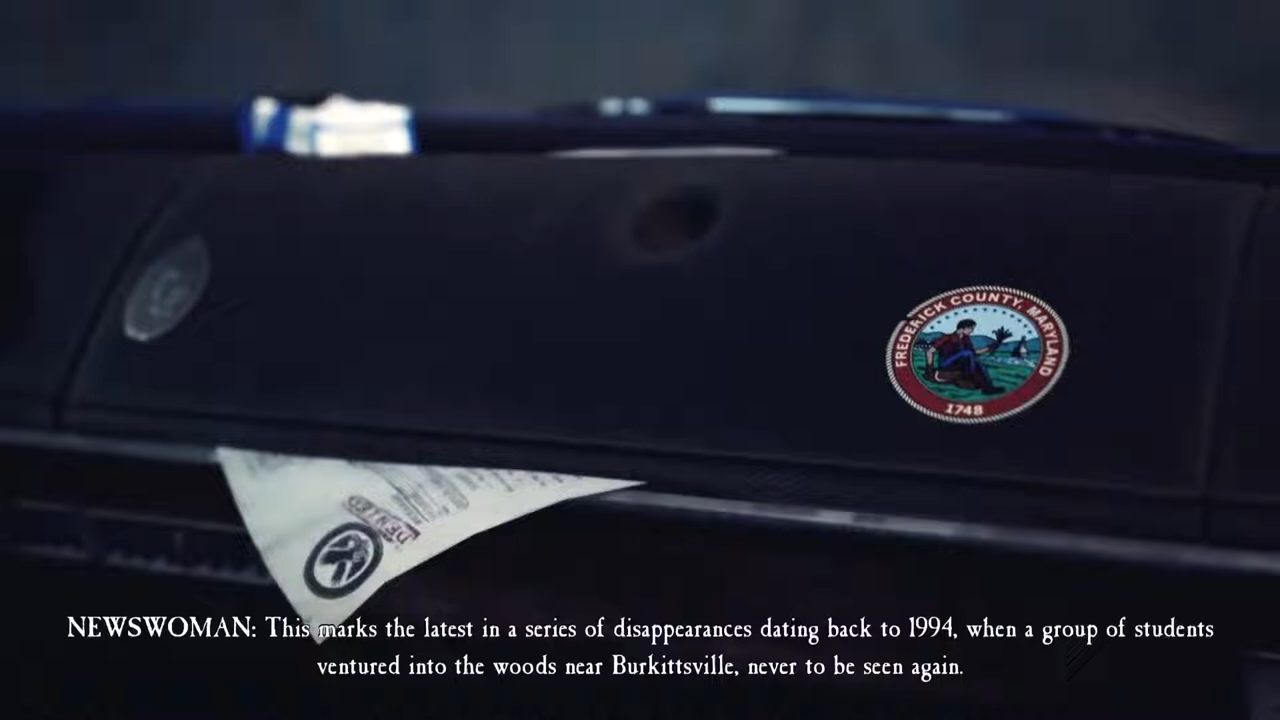 FREDERICK COUNTY, MARYLAND
1748
DENIED
NEWSWOMAN: This marks the latest in a series of disappearances dating back to 1994, when a group of students
ventured into the woods near Burkittsville, never to be seen again.